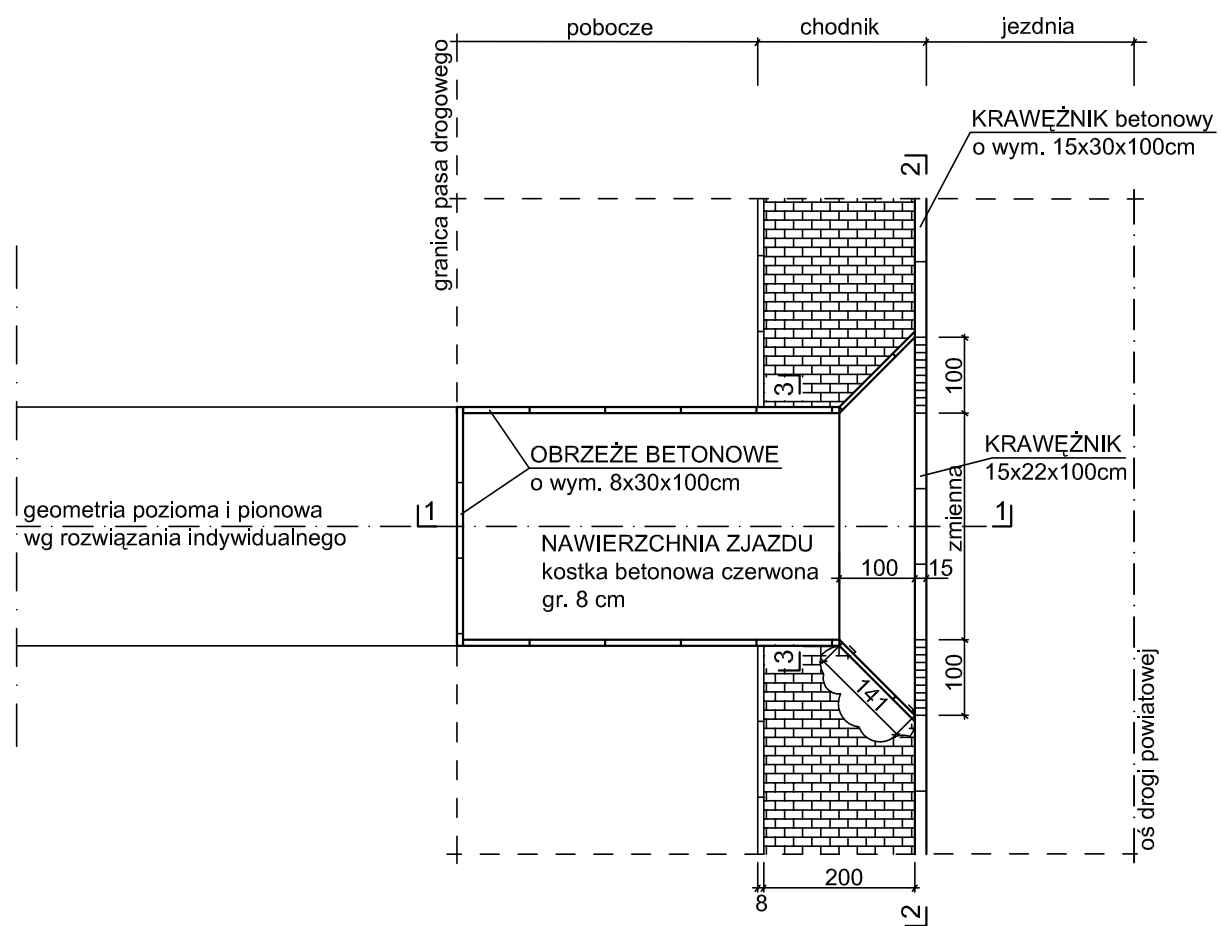 pobocze
chodnik
jezdnia
granica pasa drogowego
KRAWĘŻNIK betonowy
o wym. 15x30x100cm
2
100
3
OBRZEŻE BETONOWE
o wym. 8x30x100cm
KRAWĘŻNIK
15x22x100cm
geometria pozioma i pionowa
wg rozwiązania indywidualnego
1
1
zmienna
NAWIERZCHNIA ZJAZDU
kostka betonowa czerwona
gr. 8 cm
100
15
3
141
100
oś drogi powiatowej
200
8
2